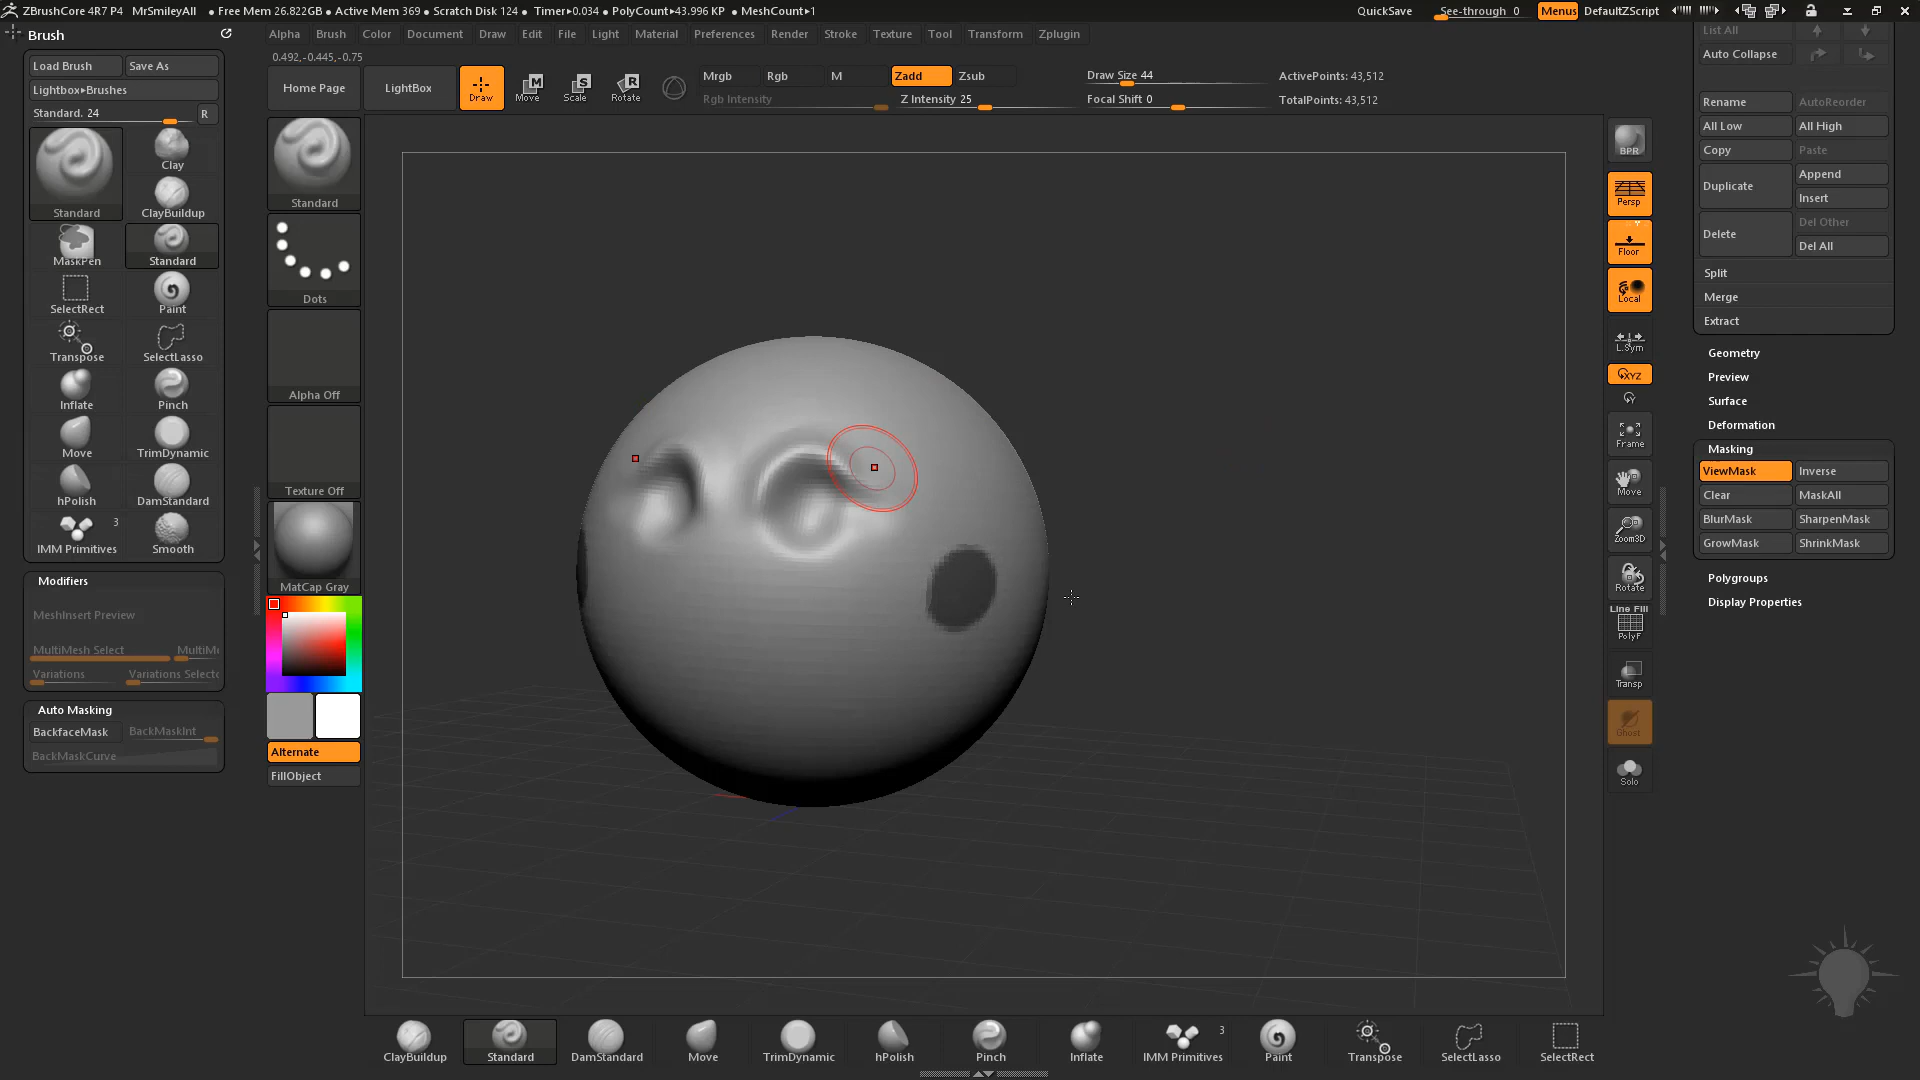 ZBrushCore 4R7 P4 MrSmileyAll • Free Mem 26.822GB • Active Mem 369 • Scratch Disk 124 • Timer▸0.034 • PolyCount▸43.996 KP • MeshCount▸1 QuickSave See-through 0 Menus DefaultZScript
Brush
Load Brush Save As
Lightbox▸Brushes
Standard. 24 R
Standard
Clay
ClayBuildup
MaskPen Standard
SelectRect Paint
Transpose SelectLasso
Inflate Pinch
Move TrimDynamic
hPolish DamStandard
3
IMM Primitives Smooth
Modifiers
MeshInsert Preview
MultiMesh Select MultiM
Variations Variations Select
Auto Masking
BackfaceMask BackMaskInt
BackMaskCurve
Alpha Brush Color Document Draw Edit File Light Material Preferences Render Stroke Texture Tool Transform Zplugin
0.492,-0.445,-0.75
Home Page LightBox Draw Move Scale Rotate
M S R
Mrgb Rgb M Zadd Zsub
Rgb Intensity Z Intensity 25
Draw Size 44
Focal Shift 0
ActivePoints: 43,512
TotalPoints: 43,512
Standard
Dots
Alpha Off
Texture Off
MatCap Gray
Alternate
FillObject
BPR
Persp
Floor
Local
L.Sym
XYZ
Y
Frame
Move
Zoom3D
Rotate
Line Fill
PolyF
Transp
Ghost
Solo
List All
Auto Collapse
Rename AutoReorder
All Low All High
Copy Paste
Duplicate Append
Insert
Delete Del Other
Del All
Split
Merge
Extract
Geometry
Preview
Surface
Deformation
Masking
ViewMask Inverse
Clear MaskAll
BlurMask SharpenMask
GrowMask ShrinkMask
Polygroups
Display Properties
3
ClayBuildup Standard DamStandard Move TrimDynamic hPolish Pinch Inflate IMM Primitives Paint Transpose SelectLasso SelectRect